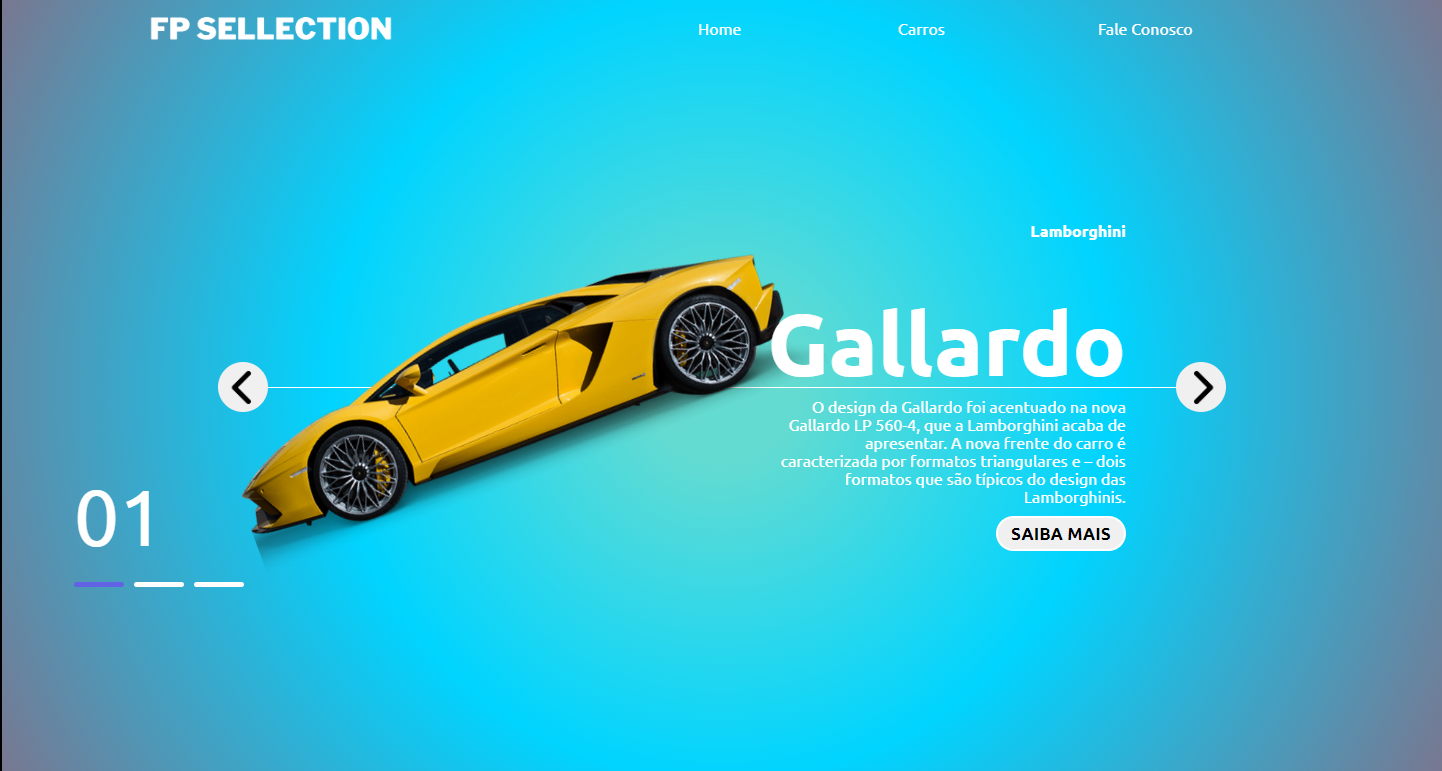 FP SELLECTION
Home
Carros
Fale Conosco
Lamborghini
Gallardo
O design da Gallardo foi acentuado na nova
Gallardo LP 560-4, que a Lamborghini acaba de
apresentar. A nova frente do carro é
caracterizada por formatos triangulares e – dois
formatos que são típicos do design das
Lamborghinis.
SAIBA MAIS
01